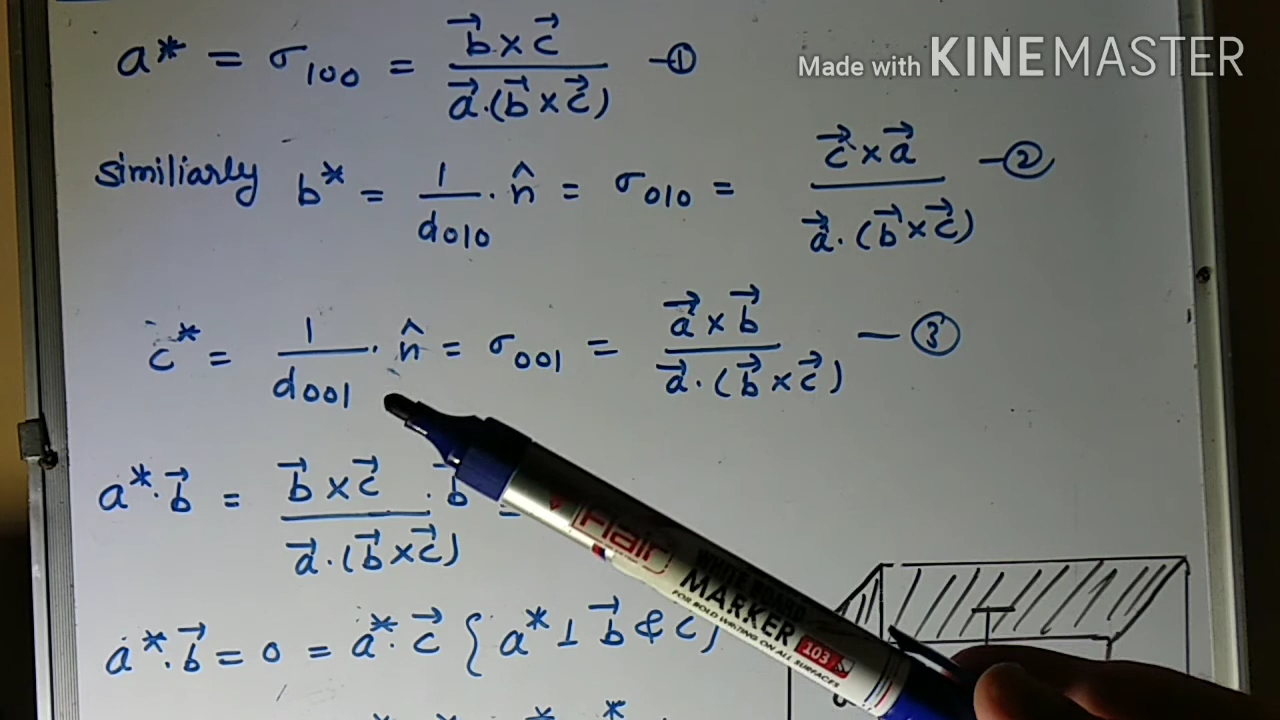 a* = σ₁₀₀ = b⃗ × c⃗ / a⃗.(b⃗ × c⃗) —①
Made with KINEMASTER
similiarly b* = 1/d₀₁₀ . n̂ = σ₀₁₀ = c⃗ × a⃗ / a⃗.(b⃗ × c⃗) —②
c* = 1/d₀₀₁ . n̂ = σ₀₀₁ = a⃗ × b⃗ / a⃗.(b⃗ × c⃗) —③
a*.b⃗ = b⃗ × c⃗ / a⃗.(b⃗ × c⃗) . b⃗ =
a*.b⃗ = 0 = a*.c⃗ { a* ⊥ b⃗ & c }
Flair
WHITE BOARD
MARKER
FOR BOLD WRITING ON ALL SURFACES
103